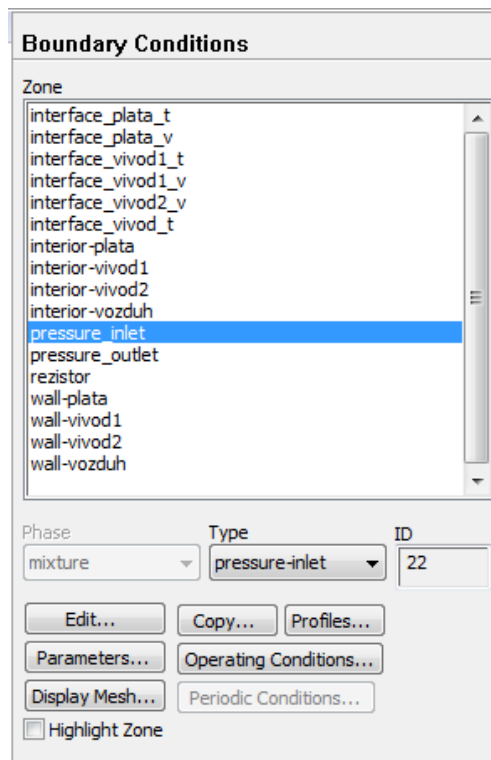 Boundary Conditions
Zone
interface_plata_t
interface_plata_v
interface_vivod1_t
interface_vivod1_v
interface_vivod2_v
interface_vivod_t
interior-plata
interior-vivod1
interior-vivod2
interior-vozduh
pressure_inlet
pressure_outlet
rezistor
wall-plata
wall-vivod1
wall-vivod2
wall-vozduh
Phase Type ID
mixture pressure-inlet 22
Edit... Copy... Profiles...
Parameters... Operating Conditions...
Display Mesh... Periodic Conditions...
Highlight Zone